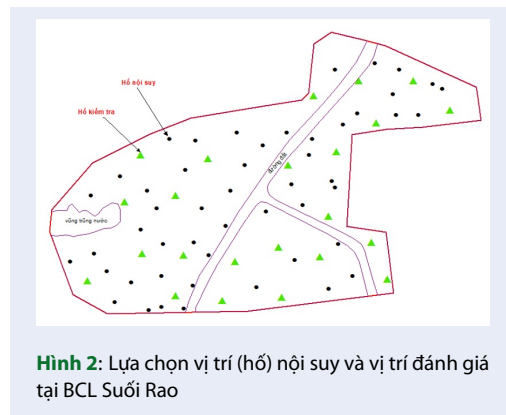 Hố nội suy
Hố kiểm tra
đường đất
vũng trũng nước
Hình 2: Lựa chọn vị trí (hố) nội suy và vị trí đánh giá
tại BCL Suối Rao